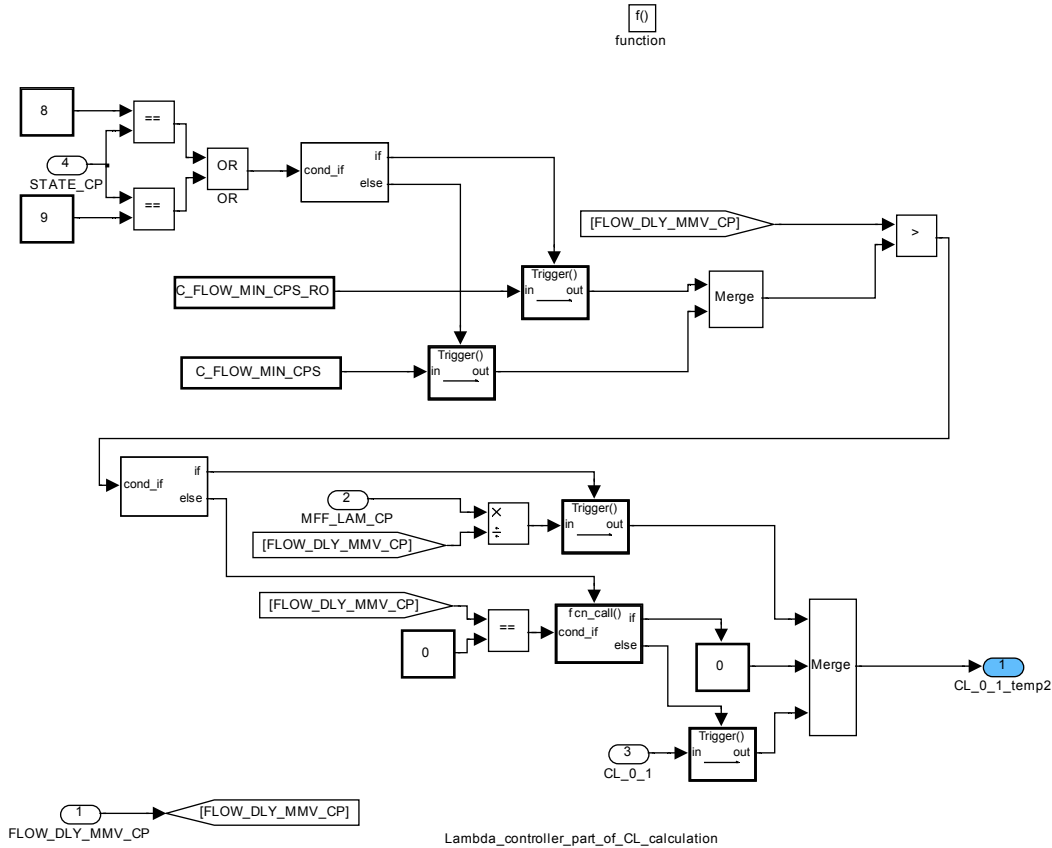 f()
function
8
==
4
STATE_CP
OR
OR
cond_if
if
else
9
==
[FLOW_DLY_MMV_CP]
>
C_FLOW_MIN_CPS_RO
Trigger()
in
out
Merge
C_FLOW_MIN_CPS
Trigger()
in
out
cond_if
if
else
2
MFF_LAM_CP
×
÷
Trigger()
in
out
[FLOW_DLY_MMV_CP]
[FLOW_DLY_MMV_CP]
==
0
fcn_call()
cond_if
if
else
0
Merge
1
CL_0_1_temp2
3
CL_0_1
Trigger()
in
out
1
FLOW_DLY_MMV_CP
[FLOW_DLY_MMV_CP]
Lambda_controller_part_of_CL_calculation